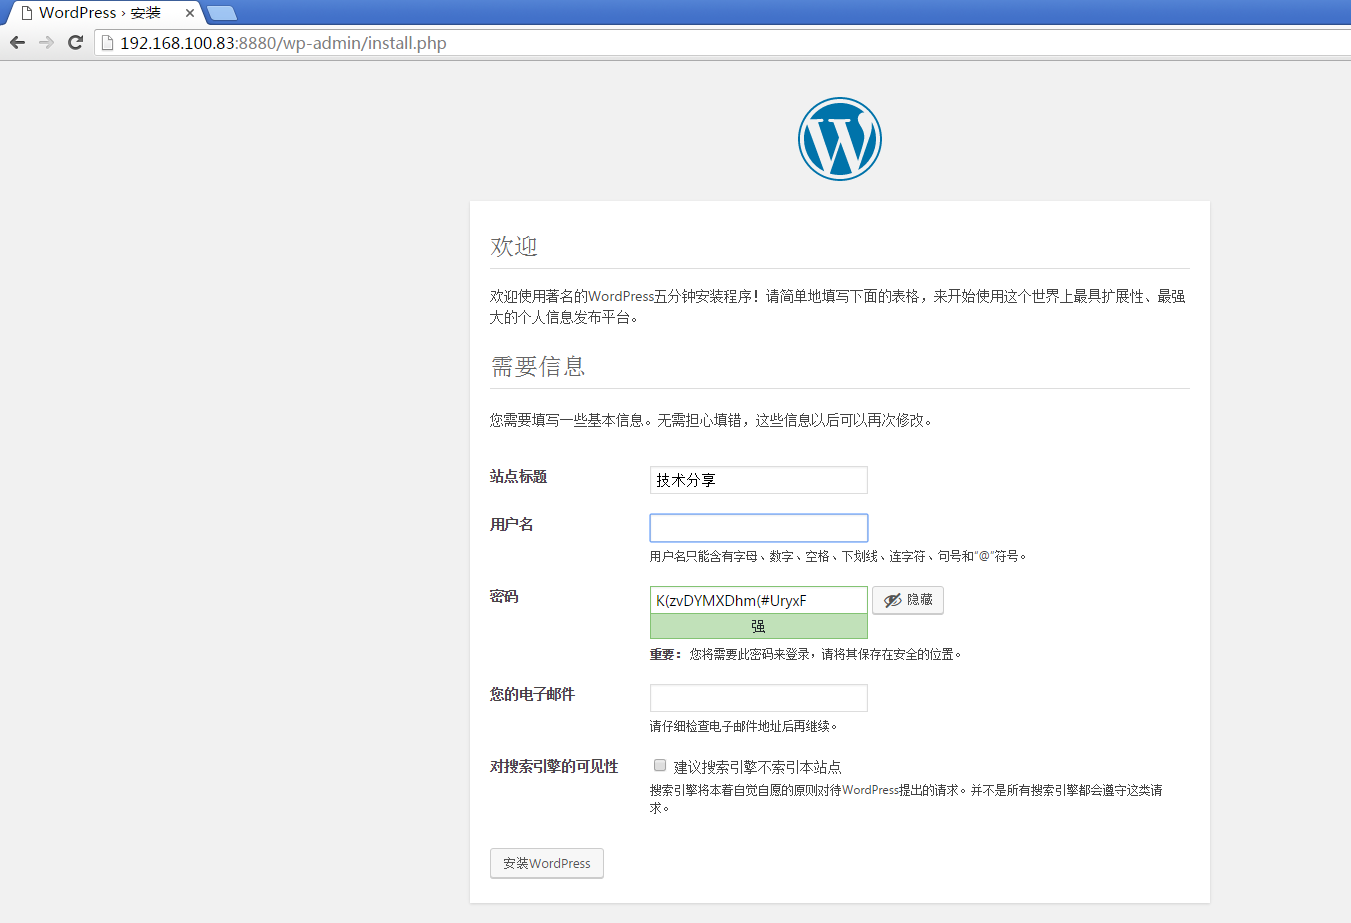 WordPress › 安装
192.168.100.83:8880/wp-admin/install.php
欢迎
欢迎使用著名的WordPress五分钟安装程序！请简单地填写下面的表格，来开始使用这个世界上最具扩展性、最强
大的个人信息发布平台。
需要信息
您需要填写一些基本信息。无需担心填错，这些信息以后可以再次修改。
站点标题
技术分享
用户名
用户名只能含有字母、数字、空格、下划线、连字符、句号和“@”符号。
密码
K(zvDYMXDhm(#UryxF
隐藏
强
重要： 您将需要此密码来登录，请将其保存在安全的位置。
您的电子邮件
请仔细检查电子邮件地址后再继续。
对搜索引擎的可见性
建议搜索引擎不索引本站点
搜索引擎将本着自觉自愿的原则对待WordPress提出的请求。并不是所有搜索引擎都会遵守这类请
求。
安装WordPress